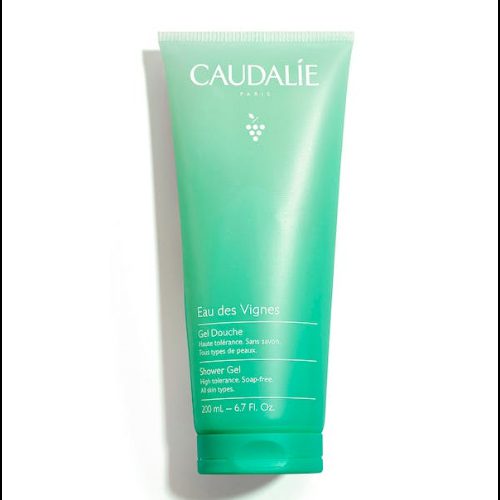 CAUDALÍE
PARIS
Eau des Vignes
Gel Douche
Haute tolérance. Sans savon.
Tous types de peaux.
Shower Gel
High tolerance. Soap-free.
All skin types.
200 mL – 6.7 Fl. Oz.